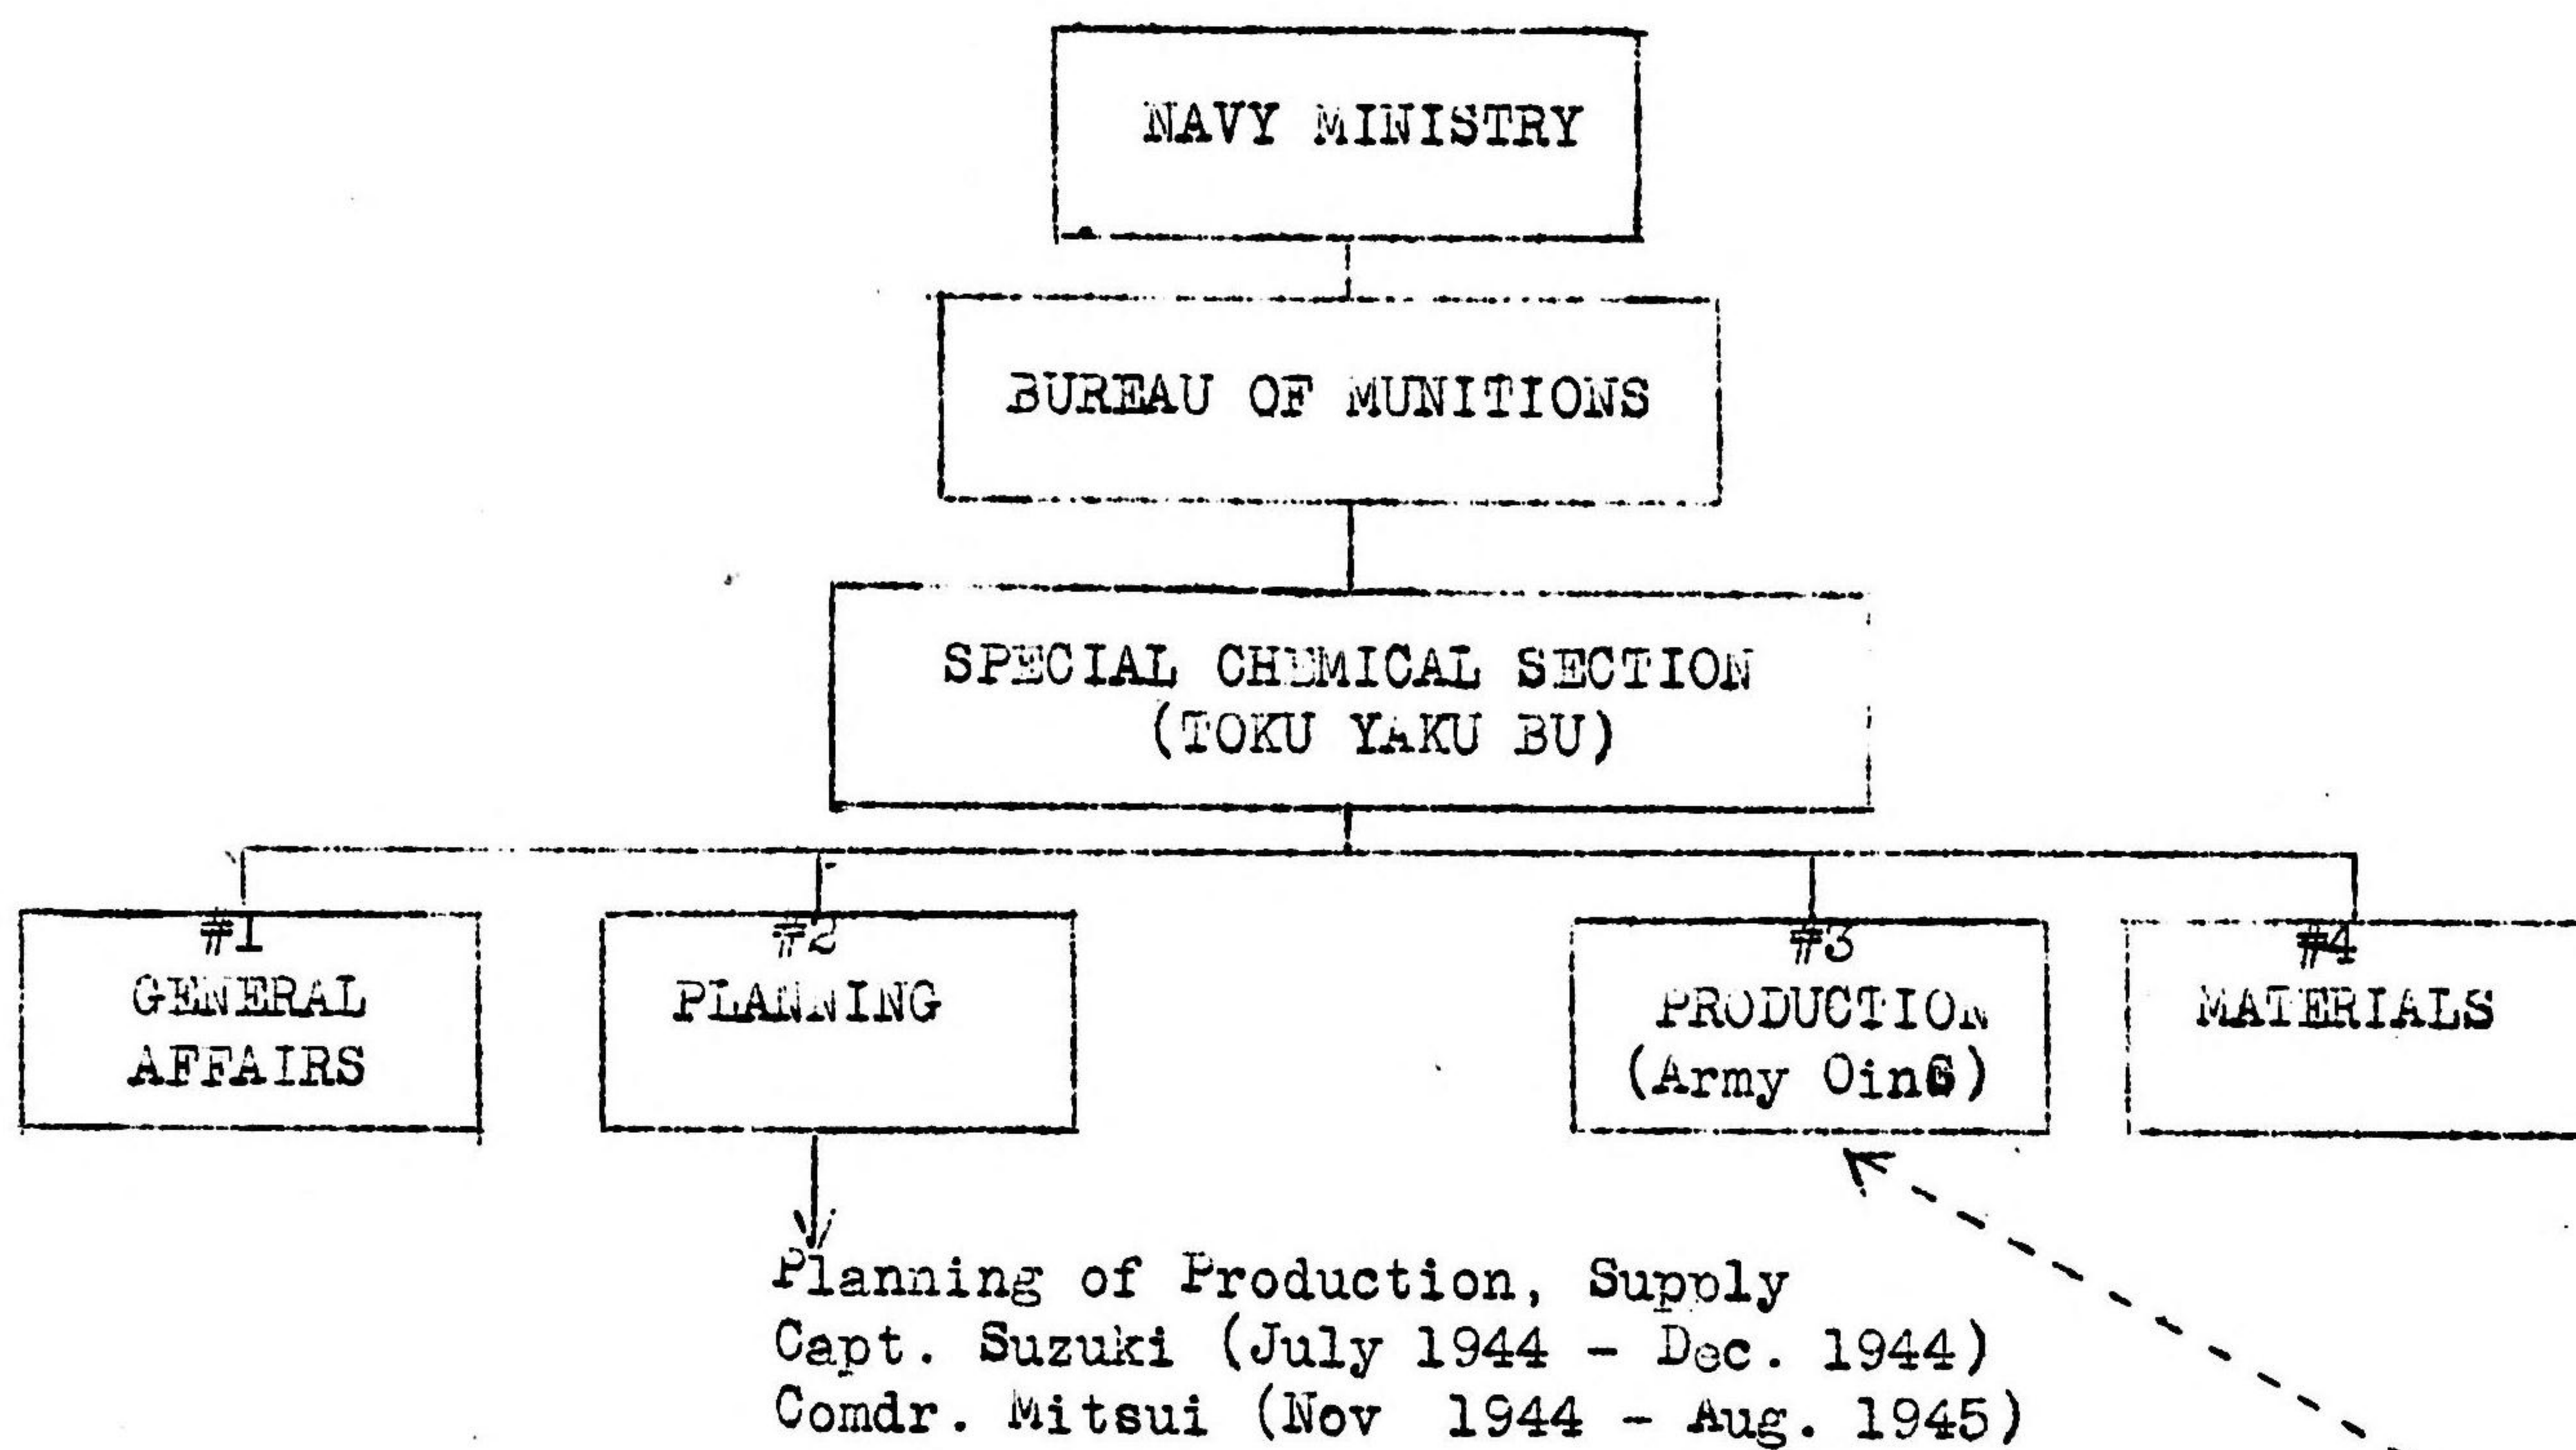 NAVY MINISTRY
BUREAU OF MUNITIONS
SPECIAL CHEMICAL SECTION
(TOKU YAKU BU)
#1
GENERAL
AFFAIRS
#2
PLANNING
#3
PRODUCTION
(Army OinC)
#4
MATERIALS
Planning of Production, Supply
Capt. Suzuki (July 1944 - Dec. 1944)
Comdr. Mitsui (Nov 1944 - Aug. 1945)